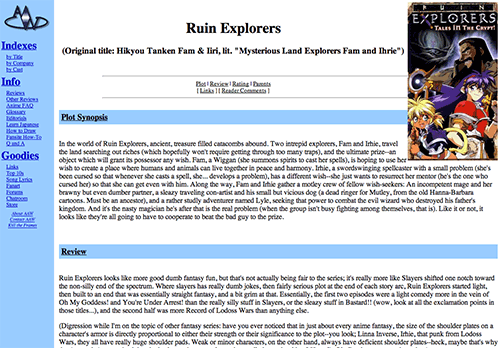 Ruin Explorers
(Original title: Hikyou Tanken Fam & Iiri, lit. "Mysterious Land Explorers Fam and Ihrie")
RUIN
EXPLORERS
TALES IN THE CRYPT!
Indexes
by Title
by Company
by Cast
Info
Reviews
Other Reviews
Anime FAQ
Glossary
Editorials
Learn Japanese
How to Draw
Parasite How-To
Q and A
Goodies
Links
Top 10s
Song Lyrics
Fanart
Forums
Chatroom
Store
About AAW
Contact AAW
Kill the Frames
Plot | Review | Rating | Parents
[ Links ] [ Reader Comments ]
Plot Synopsis
In the world of Ruin Explorers, ancient, treasure filled catacombs abound. Two intrepid explorers, Fam and Ihrie, travel
the land searching out riches (which hopefully won't require getting through too many traps), and the ultimate prize--an
object which will grant its possessor any wish. Fam, a Wiggan (she summons spirits to cast her spells), is hoping to use her
wish to create a place where humans and animals can live together in peace and harmony. Ihrie, a swordswinging spellcaster with a small problem (she's
been cursed so that whenever she casts a spell, she... develops a problem), has a different wish--she just wants to resurrect her mentor (he's the one who
cursed her) so that she can get even with him. Along the way, Fam and Ihrie gather a motley crew of fellow wish-seekers: An incompetent mage and her
brawny but even dumber partner, a sleazy traveling con-artist and his small but vicious dog (a dead ringer for Mutley, from the old Hanna-Barbara
cartoons. Must be an ancestor), and a rather studly adventurer named Lyle, seeking that power to combat the evil wizard who destroyed his father's
kingdom. And it's the nasty magician he's after that is the real problem (when the group isn't busy fighting among themselves, that is). Like it or not, it
looks like they're all going to have to cooperate to beat the bad guy to the prize.
Review
Ruin Explorers looks like more good dumb fantasy fun, but that's not actually being fair to the series; it's really more like Slayers shifted one notch toward
the non-silly end of the spectrum. Where slayers has really dumb jokes, then fairly serious plot at the end of each story arc, Ruin Explorers started light,
then built to an end that was essentially straight fantasy, and a bit grim at that. Essentially, the first two episodes were a light comedy more in the vein of
Oh My Goddess! and You're Under Arrest! than the really silly stuff in Slayers, or the sleazy stuff in Bastard!! (wow, look at all the exclamation points in
those titles...), and the second half was more Record of Lodoss Wars than anything else.
(Digression while I'm on the topic of other fantasy series: have you ever noticed that in just about every anime fantasy, the size of the shoulder plates on a
character's armor is directly proportional to either their strength or their significance to the plot--you look; Linna Inverse, Ihrie, that punk from Lodoss
Wars, they all have really huge shoulder pads. Weak or minor characters, on the other hand, always have deficient shoulder plates--heck, maybe that's why